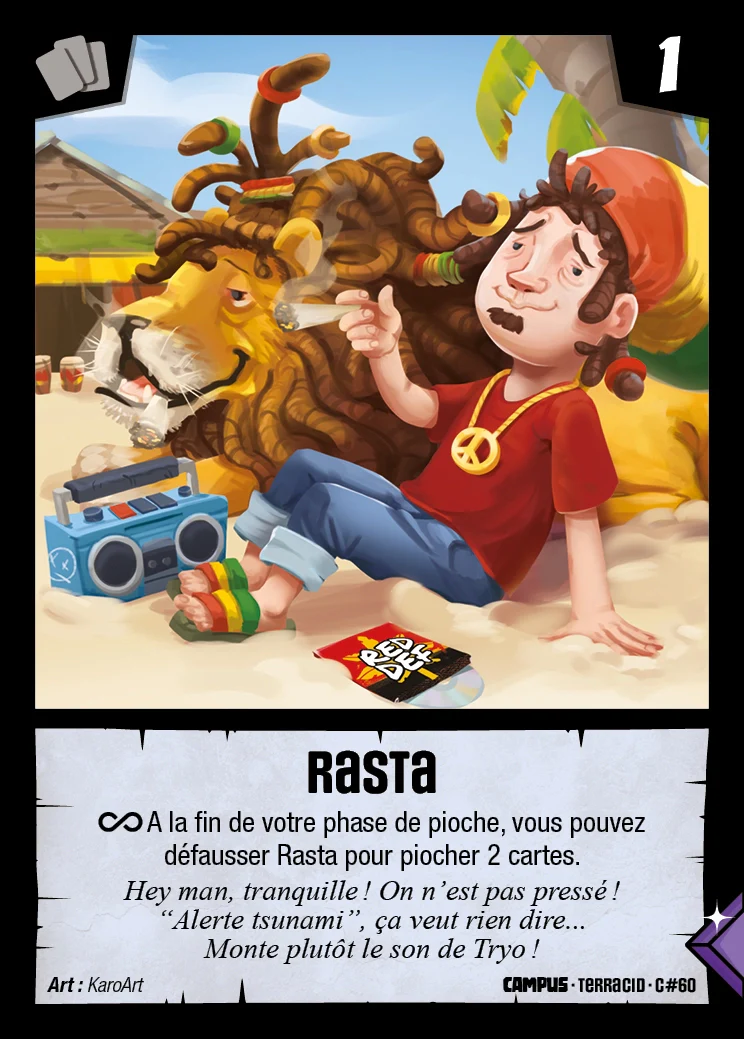 1
RED
DEF
Rasta
∞ A la fin de votre phase de pioche, vous pouvez
défausser Rasta pour piocher 2 cartes.
Hey man, tranquille ! On n’est pas pressé !
“Alerte tsunami”, ça veut rien dire...
Monte plutôt le son de Tryo !
Art : KaroArt
CAMPUS · TERRACID · C#60